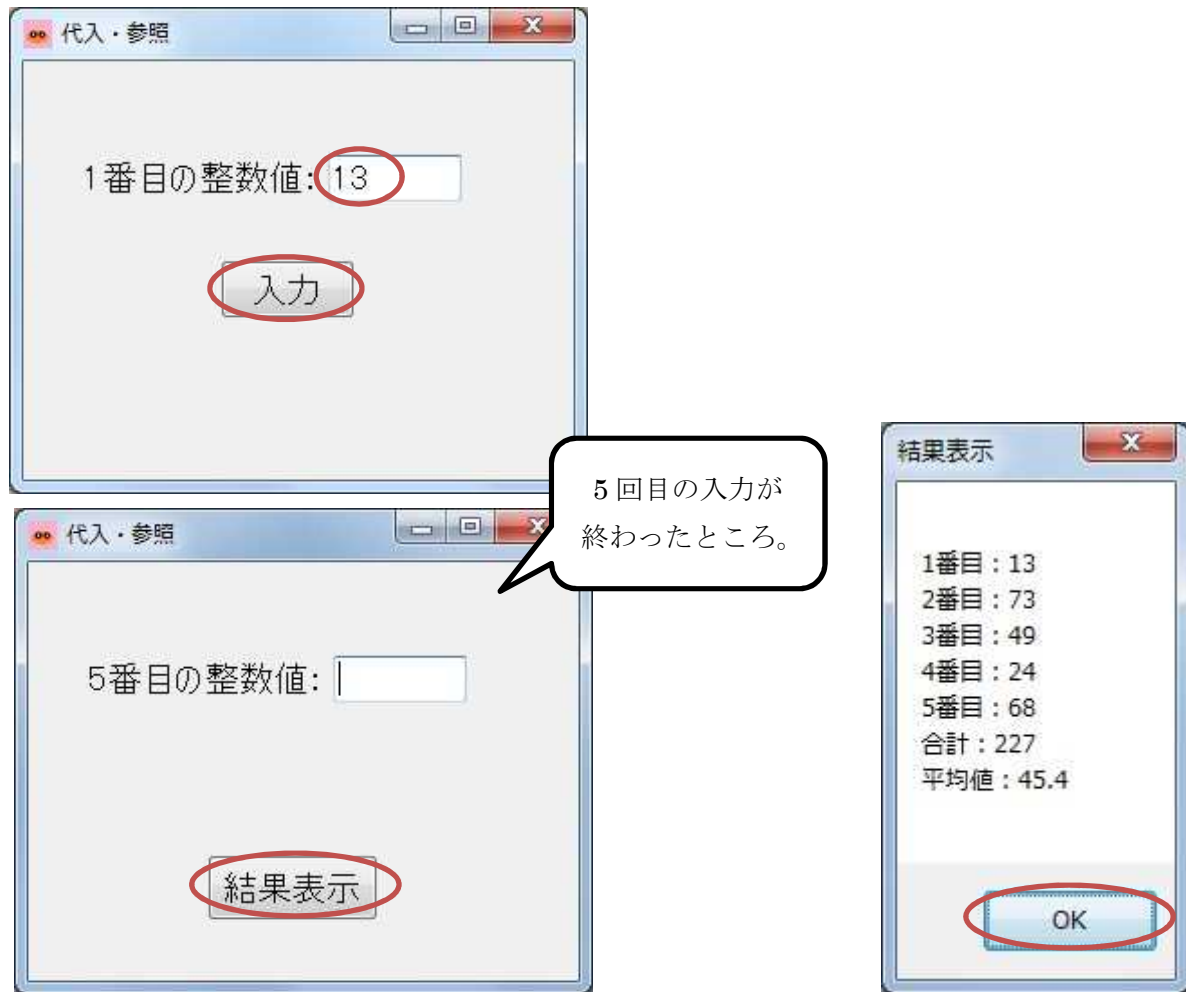 代入・参照
1番目の整数値:13
入力
5回目の入力が
終わったところ。
代入・参照
5番目の整数値:
結果表示
結果表示
1番目：13
2番目：73
3番目：49
4番目：24
5番目：68
合計：227
平均値：45.4
OK